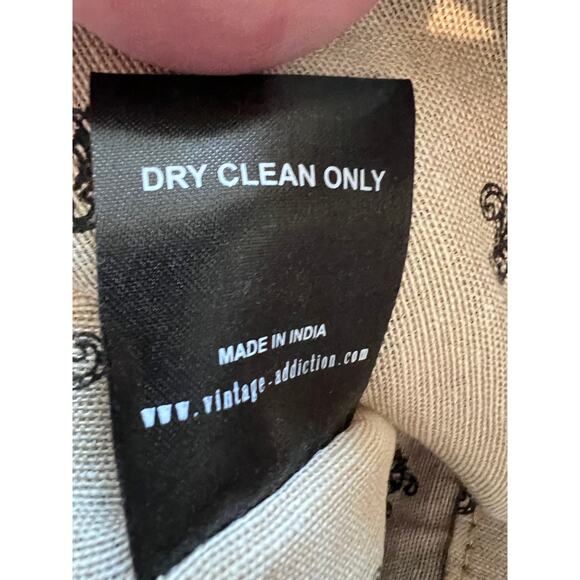 DRY CLEAN ONLY
MADE IN INDIA
www.vintage-addiction.com